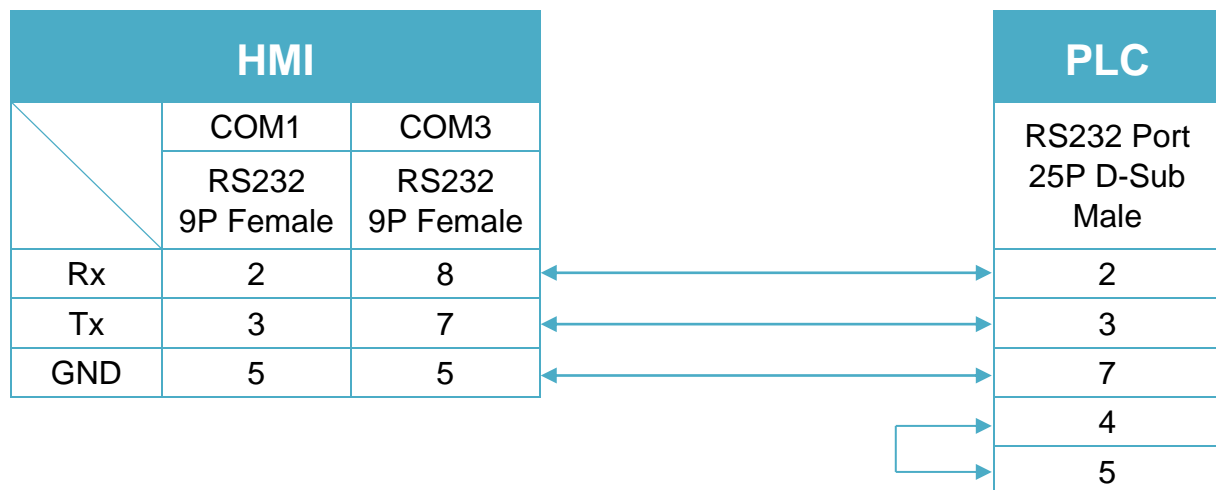 HMI
PLC
COM1 COM3
RS232 Port
25P D-Sub
Male
RS232 RS232
9P Female 9P Female
Rx 2 8 2
Tx 3 7 3
GND 5 5 7
4
5